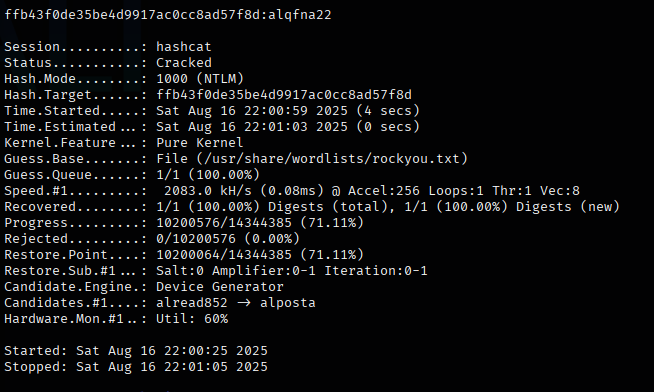 ffb43f0de35be4d9917ac0cc8ad57f8d:alqfna22
Session..........: hashcat
Status...........: Cracked
Hash.Mode........: 1000 (NTLM)
Hash.Target......: ffb43f0de35be4d9917ac0cc8ad57f8d
Time.Started.....: Sat Aug 16 22:00:59 2025 (4 secs)
Time.Estimated...: Sat Aug 16 22:01:03 2025 (0 secs)
Kernel.Feature...: Pure Kernel
Guess.Base.......: File (/usr/share/wordlists/rockyou.txt)
Guess.Queue......: 1/1 (100.00%)
Speed.#1.........:  2083.0 kH/s (0.08ms) @ Accel:256 Loops:1 Thr:1 Vec:8
Recovered........: 1/1 (100.00%) Digests (total), 1/1 (100.00%) Digests (new)
Progress.........: 10200576/14344385 (71.11%)
Rejected.........: 0/10200576 (0.00%)
Restore.Point....: 10200064/14344385 (71.11%)
Restore.Sub.#1...: Salt:0 Amplifier:0-1 Iteration:0-1
Candidate.Engine.: Device Generator
Candidates.#1....: alread852 -> alposta
Hardware.Mon.#1..: Util: 60%
Started: Sat Aug 16 22:00:25 2025
Stopped: Sat Aug 16 22:01:05 2025